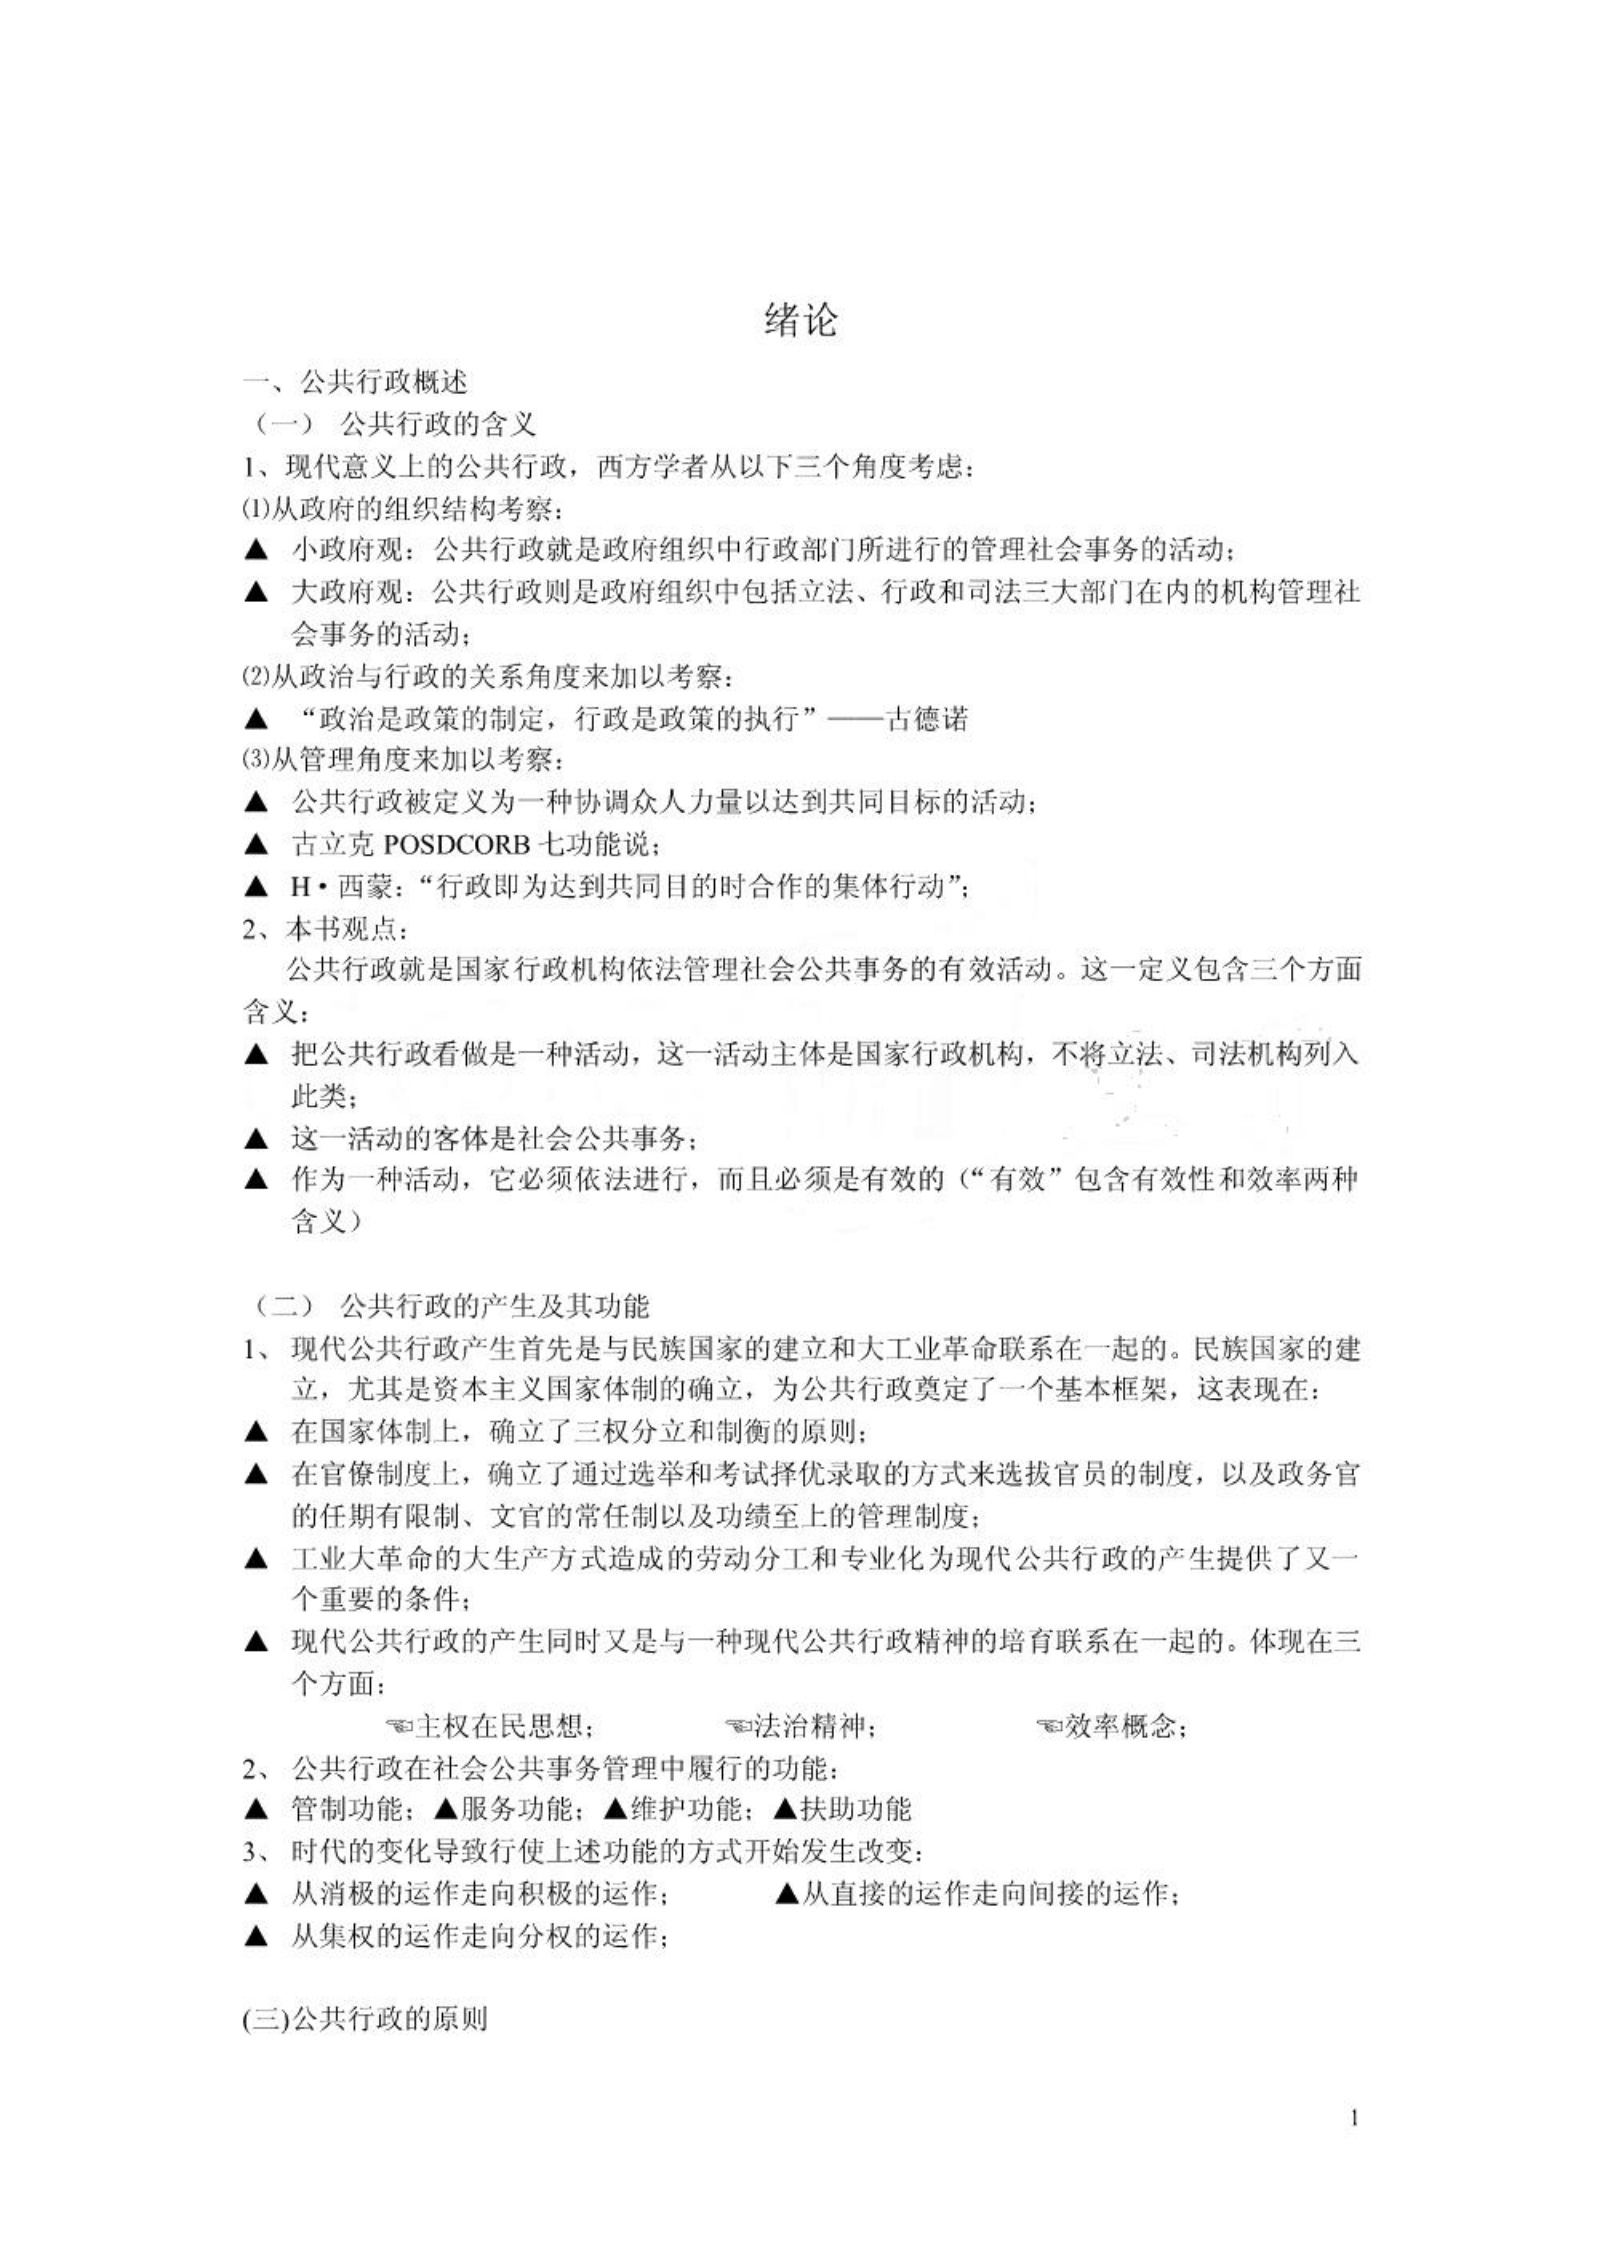 绪论
一、公共行政概述
（一） 公共行政的含义
1、现代意义上的公共行政，西方学者从以下三个角度考虑：
⑴从政府的组织结构考察：
▲ 小政府观：公共行政就是政府组织中行政部门所进行的管理社会事务的活动；
▲ 大政府观：公共行政则是政府组织中包括立法、行政和司法三大部门在内的机构管理社
会事务的活动；
⑵从政治与行政的关系角度来加以考察：
▲ “政治是政策的制定，行政是政策的执行”——古德诺
⑶从管理角度来加以考察：
▲ 公共行政被定义为一种协调众人力量以达到共同目标的活动；
▲ 古立克 POSDCORB 七功能说；
▲ H·西蒙：“行政即为达到共同目的时合作的集体行动”；
2、本书观点：
公共行政就是国家行政机构依法管理社会公共事务的有效活动。这一定义包含三个方面
含义：
▲ 把公共行政看做是一种活动，这一活动主体是国家行政机构，不将立法、司法机构列入
此类；
▲ 这一活动的客体是社会公共事务；
▲ 作为一种活动，它必须依法进行，而且必须是有效的（“有效”包含有效性和效率两种
含义）
（二） 公共行政的产生及其功能
1、 现代公共行政产生首先是与民族国家的建立和大工业革命联系在一起的。民族国家的建
立，尤其是资本主义国家体制的确立，为公共行政奠定了一个基本框架，这表现在：
▲ 在国家体制上，确立了三权分立和制衡的原则；
▲ 在官僚制度上，确立了通过选举和考试择优录取的方式来选拔官员的制度，以及政务官
的任期有限制、文官的常任制以及功绩至上的管理制度；
▲ 工业大革命的大生产方式造成的劳动分工和专业化为现代公共行政的产生提供了又一
个重要的条件；
▲ 现代公共行政的产生同时又是与一种现代公共行政精神的培育联系在一起的。体现在三
个方面：
☜主权在民思想； ☜法治精神； ☜效率概念；
2、 公共行政在社会公共事务管理中履行的功能：
▲ 管制功能；▲服务功能；▲维护功能；▲扶助功能
3、 时代的变化导致行使上述功能的方式开始发生改变：
▲ 从消极的运作走向积极的运作； ▲从直接的运作走向间接的运作；
▲ 从集权的运作走向分权的运作；
(三)公共行政的原则
1